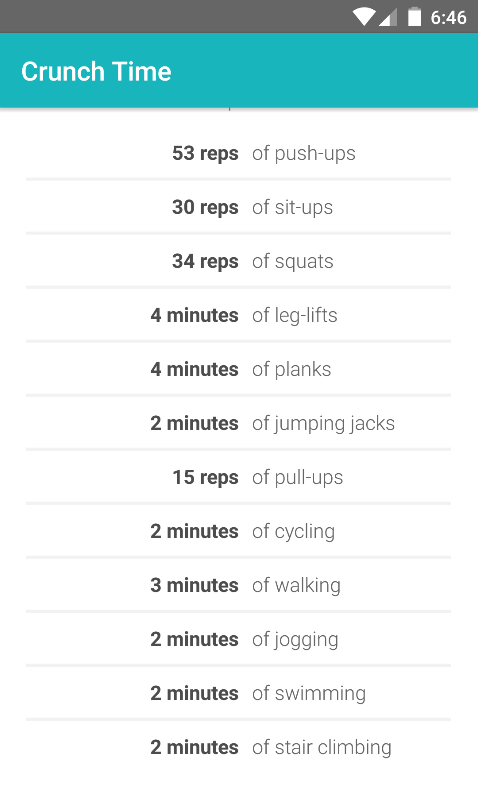 6:46
Crunch Time
53 reps of push-ups
30 reps of sit-ups
34 reps of squats
4 minutes of leg-lifts
4 minutes of planks
2 minutes of jumping jacks
15 reps of pull-ups
2 minutes of cycling
3 minutes of walking
2 minutes of jogging
2 minutes of swimming
2 minutes of stair climbing